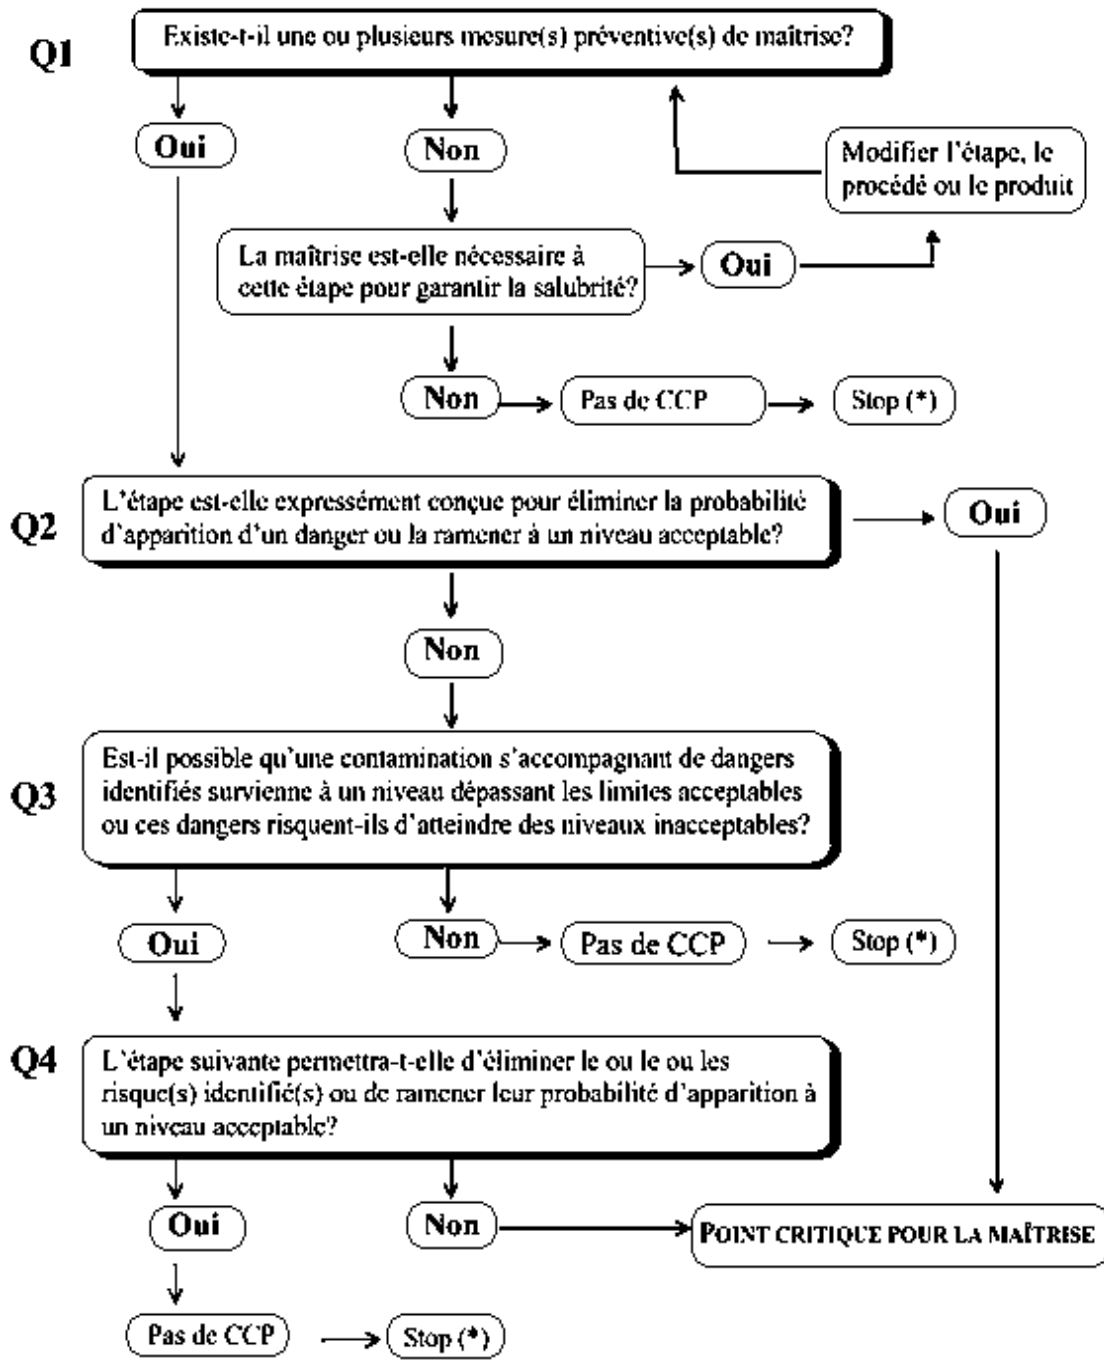 Q1
Existe-t-il une ou plusieurs mesure(s) préventive(s) de maîtrise?
Oui
Non
Modifier l'étape, le
procédé ou le produit
La maîtrise est-elle nécessaire à
cette étape pour garantir la salubrité?
Oui
Non
Pas de CCP
Stop (*)
Q2
L'étape est-elle expressément conçue pour éliminer la probabilité
d'apparition d'un danger ou la ramener à un niveau acceptable?
Oui
Non
Q3
Est-il possible qu'une contamination s'accompagnant de dangers
identifiés survienne à un niveau dépassant les limites acceptables
ou ces dangers risquent-ils d'atteindre des niveaux inacceptables?
Oui
Non
Pas de CCP
Stop (*)
Q4
L'étape suivante permettra-t-elle d'éliminer le ou le ou les
risque(s) identifié(s) ou de ramener leur probabilité d'apparition à
un niveau acceptable?
Oui
Non
POINT CRITIQUE POUR LA MAÎTRISE
Pas de CCP
Stop (*)